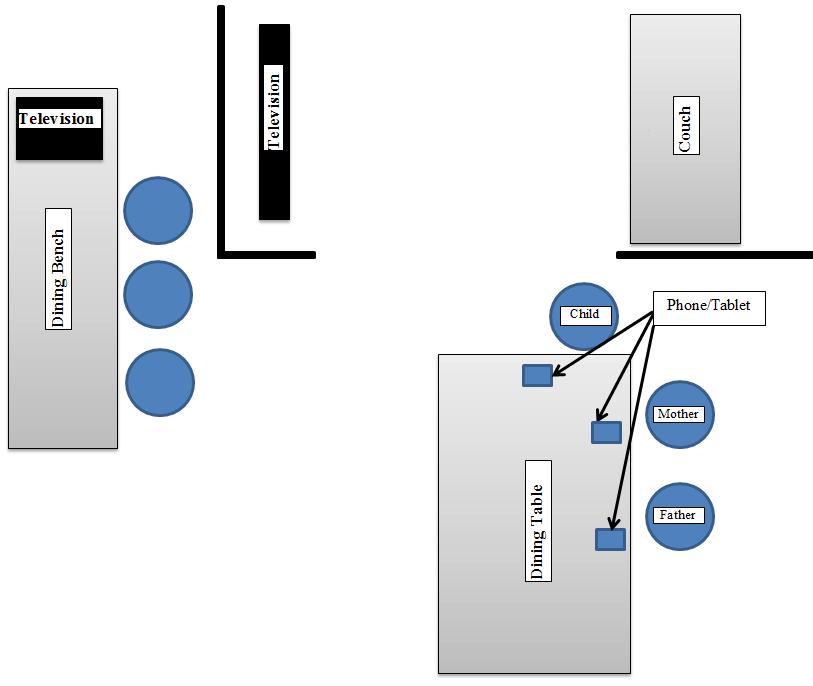 Television
Television
Couch
Dining Bench
Child
Phone/Tablet
Mother
Father
Dining Table